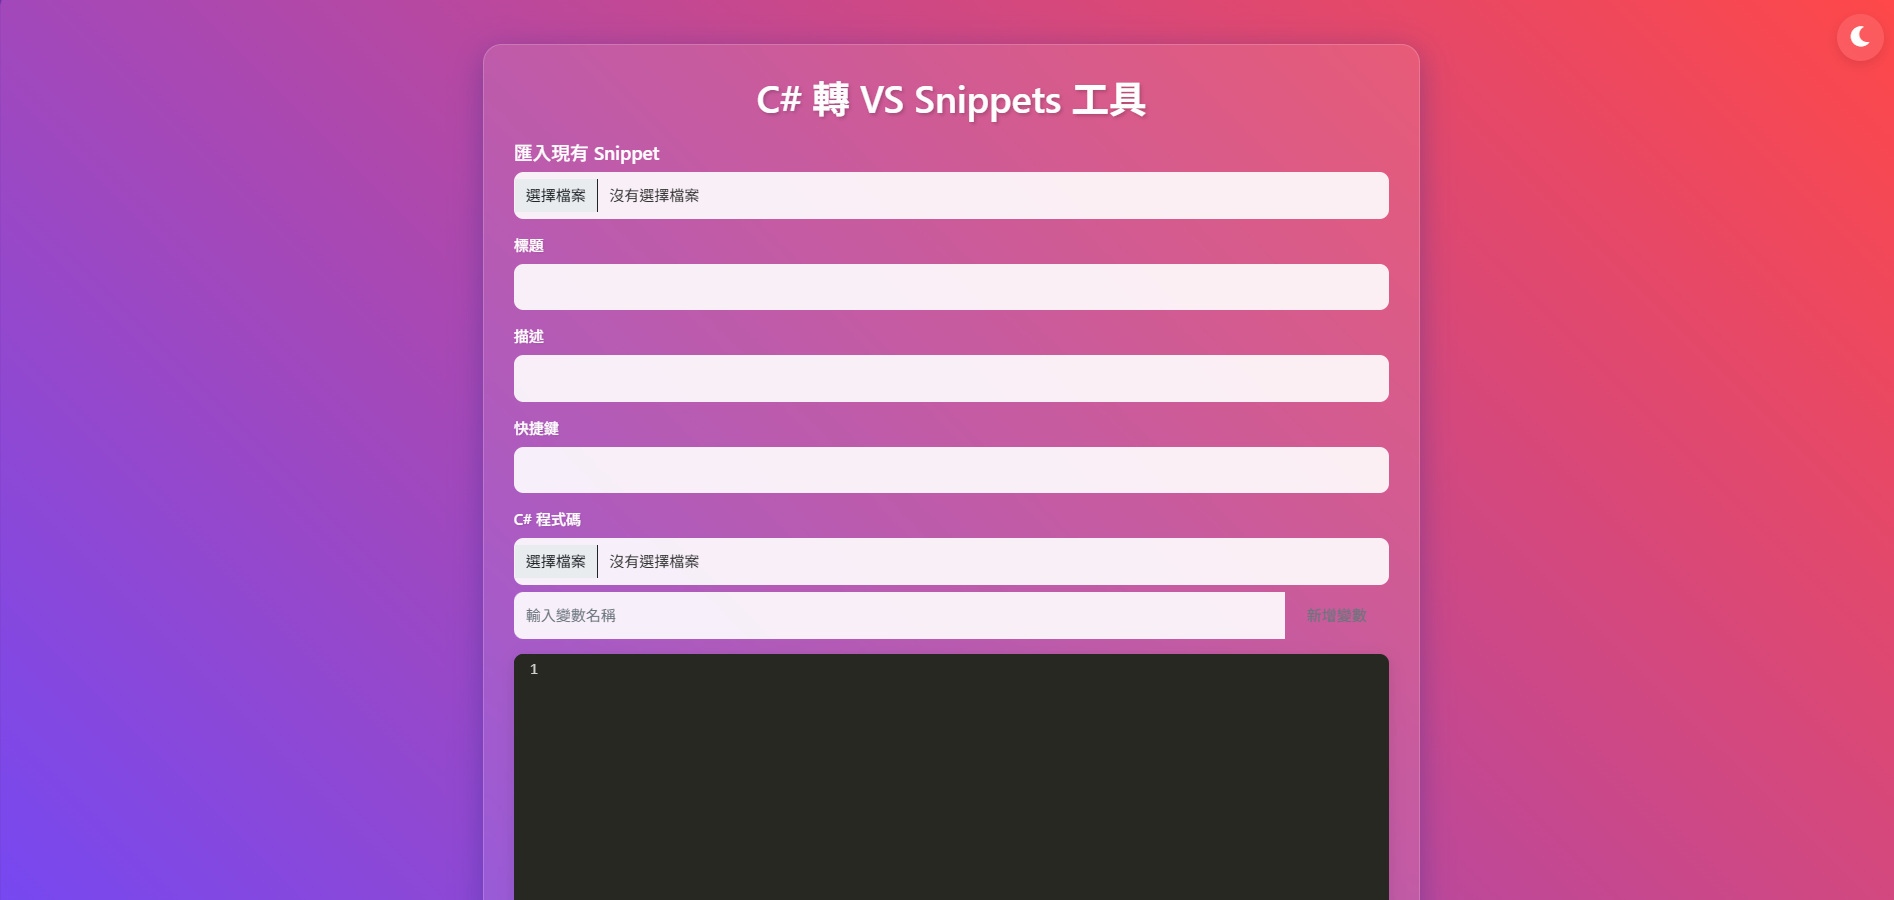 C# 轉 VS Snippets 工具
匯入現有 Snippet
選擇檔案 沒有選擇檔案
標題
描述
快捷鍵
C# 程式碼
選擇檔案 沒有選擇檔案
輸入變數名稱 新增變數
1